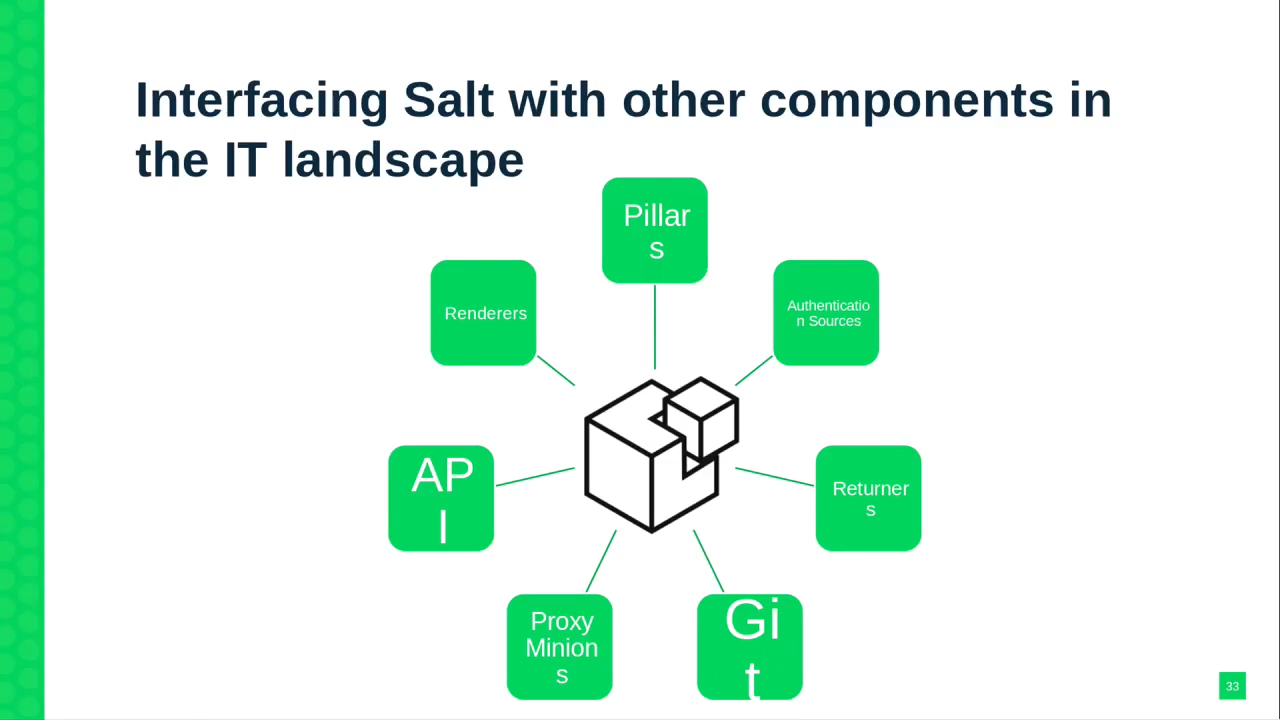 Interfacing Salt with other components in
the IT landscape
Pillar
s
Renderers
Authenticatio
n Sources
AP
I
Returner
s
Proxy
Minion
s
Gi
t
33